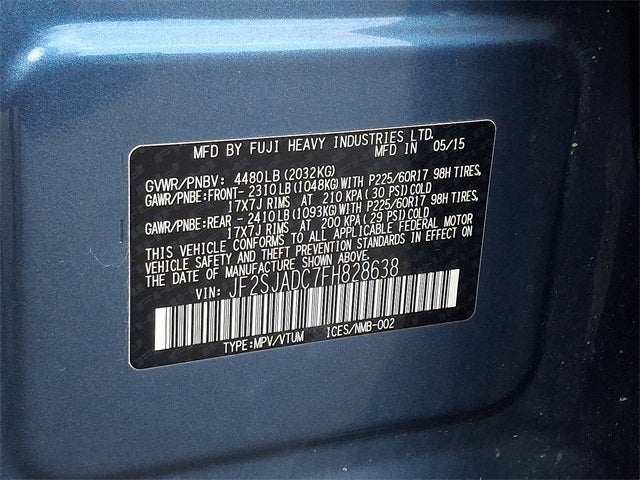 MFD BY FUJI HEAVY INDUSTRIES LTD.
MFD IN 05/15
GVWR/PNBV: 4480LB(2032KG)
GAWR/PNBE:FRONT- 2310LB(1048KG)WITH P225/60R17 98H TIRES,
17X7J RIMS AT 210 KPA(30 PSI)COLD
GAWR/PNBE:REAR - 2410LB(1093KG)WITH P225/60R17 98H TIRES,
17X7J RIMS AT 200 KPA(29 PSI)COLD
THIS VEHICLE CONFORMS TO ALL APPLICABLE FEDERAL MOTOR
VEHICLE SAFETY AND THEFT PREVENTION STANDARDS IN EFFECT ON
THE DATE OF MANUFACTURE SHOWN ABOVE.
VIN: JF2SJADC7FH828638
TYPE:MPV/VTUM ICES/NMB-002